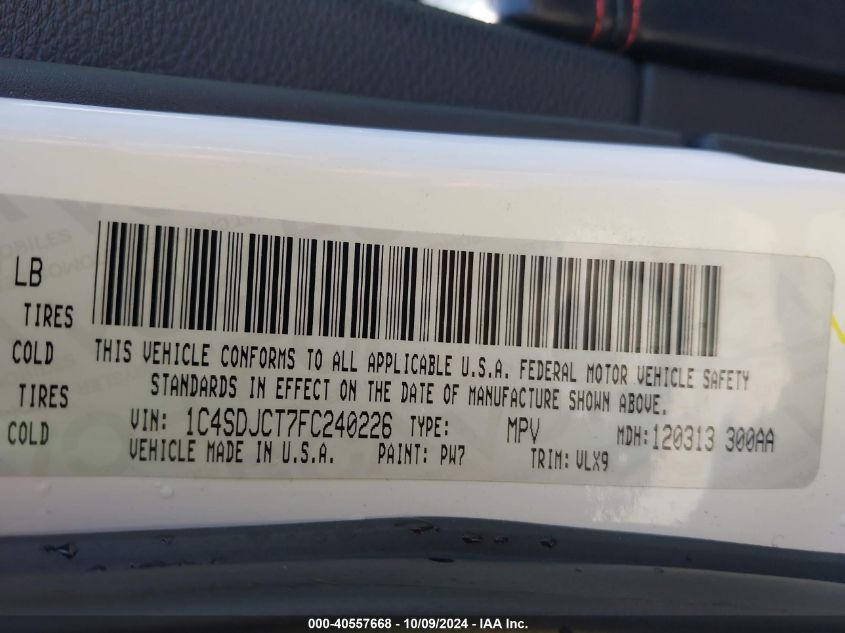 LB
TIRES
COLD
TIRES
COLD
THIS VEHICLE CONFORMS TO ALL APPLICABLE U.S.A. FEDERAL MOTOR VEHICLE SAFETY
STANDARDS IN EFFECT ON THE DATE OF MANUFACTURE SHOWN ABOVE.
VIN: 1C4SDJCT7FC240226 TYPE: MPV MDH: 120313 300AA
VEHICLE MADE IN U.S.A. PAINT: PW7 TRIM: VLX9
000-40557668 - 10/09/2024 - IAA Inc.